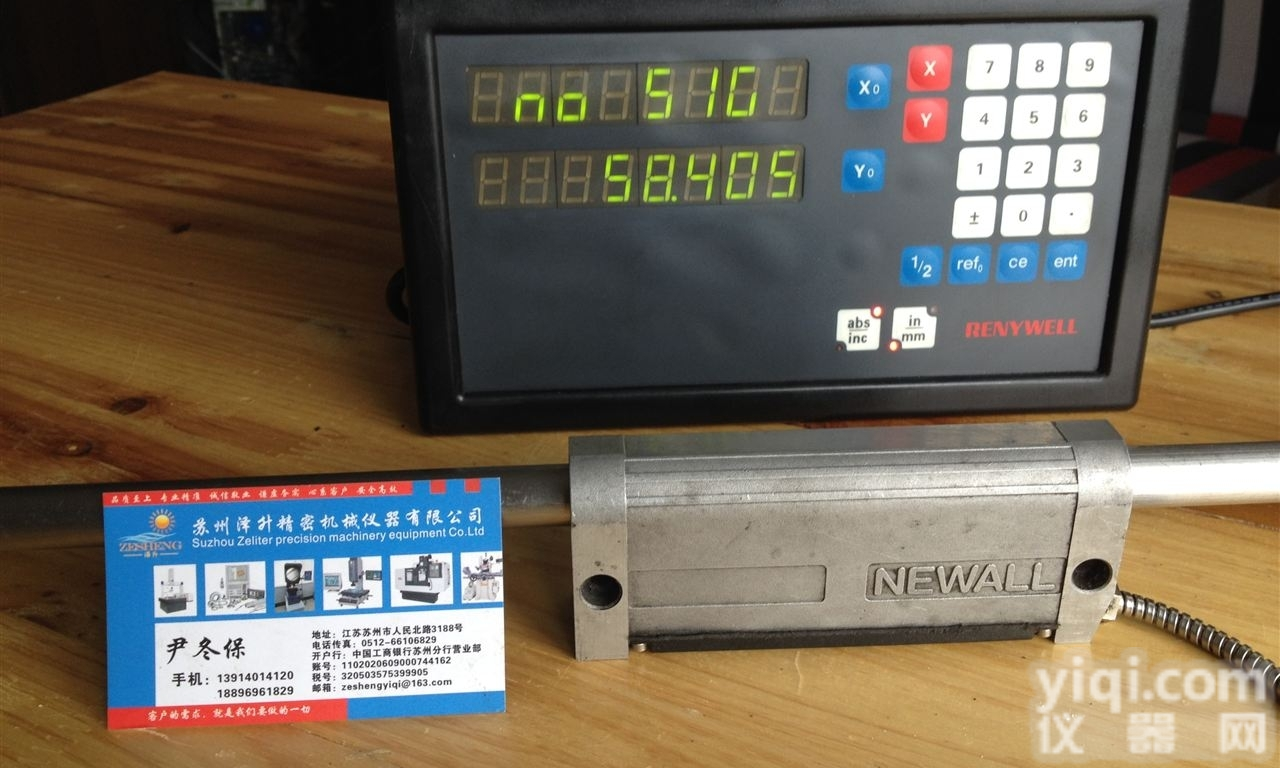 no SIG
58.405
X0
Y0
X
Y
7 8 9
4 5 6
1 2 3
± 0 ·
1/2 ref0 ce ent
abs
inc
in
mm
RENYWELL
NEWALL
品质至上 专业精准 诚信敬业 谦虚务实 心系客户 安全高效
ZESHENG
泽升
苏州泽升精密机械仪器有限公司
Suzhou Zeliter precision machinery equipment Co.Ltd
尹冬保
手机：13914014120
18896961829
地址：江苏苏州市人民北路3188号
电话传真：0512-66106829
开户行：中国工商银行苏州分行营业部
账号：1102020609000744162
税号：320503575399905
邮箱：zeshengyiqi@163.com
客户的需求，就是我们要做的一切
yiqi.com
仪器网